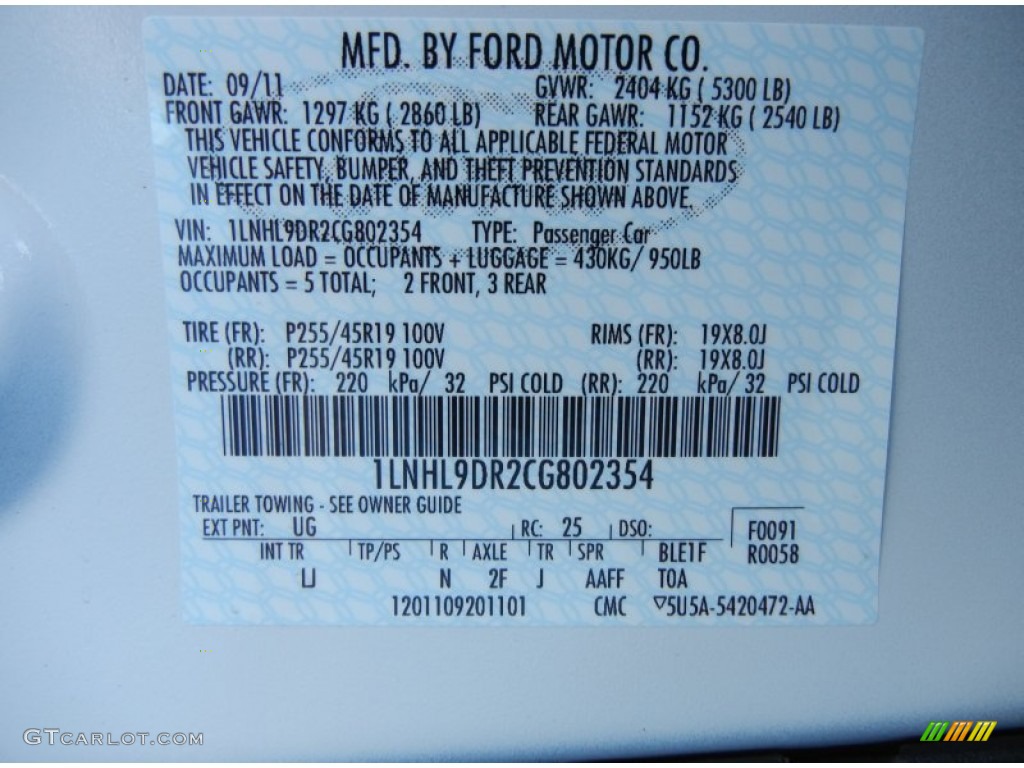 MFD. BY FORD MOTOR CO.
DATE: 09/11 GVWR: 2404 KG ( 5300 LB)
FRONT GAWR: 1297 KG ( 2860 LB) REAR GAWR: 1152 KG ( 2540 LB)
THIS VEHICLE CONFORMS TO ALL APPLICABLE FEDERAL MOTOR
VEHICLE SAFETY, BUMPER, AND THEFT PREVENTION STANDARDS
IN EFFECT ON THE DATE OF MANUFACTURE SHOWN ABOVE.
VIN: 1LNHL9DR2CG802354 TYPE: Passenger Car
MAXIMUM LOAD = OCCUPANTS + LUGGAGE = 430KG/ 950LB
OCCUPANTS = 5 TOTAL; 2 FRONT, 3 REAR
TIRE (FR): P255/45R19 100V RIMS (FR): 19X8.0J
(RR): P255/45R19 100V (RR): 19X8.0J
PRESSURE (FR): 220 kPa/ 32 PSI COLD (RR): 220 kPa/ 32 PSI COLD
1LNHL9DR2CG802354
TRAILER TOWING - SEE OWNER GUIDE
EXT PNT: UG RC: 25 DSO: F0091
INT TR TP/PS R AXLE TR SPR BLE1F R0058
LJ N 2F J AAFF TOA
1201109201101 CMC ▽5U5A-5420472-AA
GTCARLOT.COM